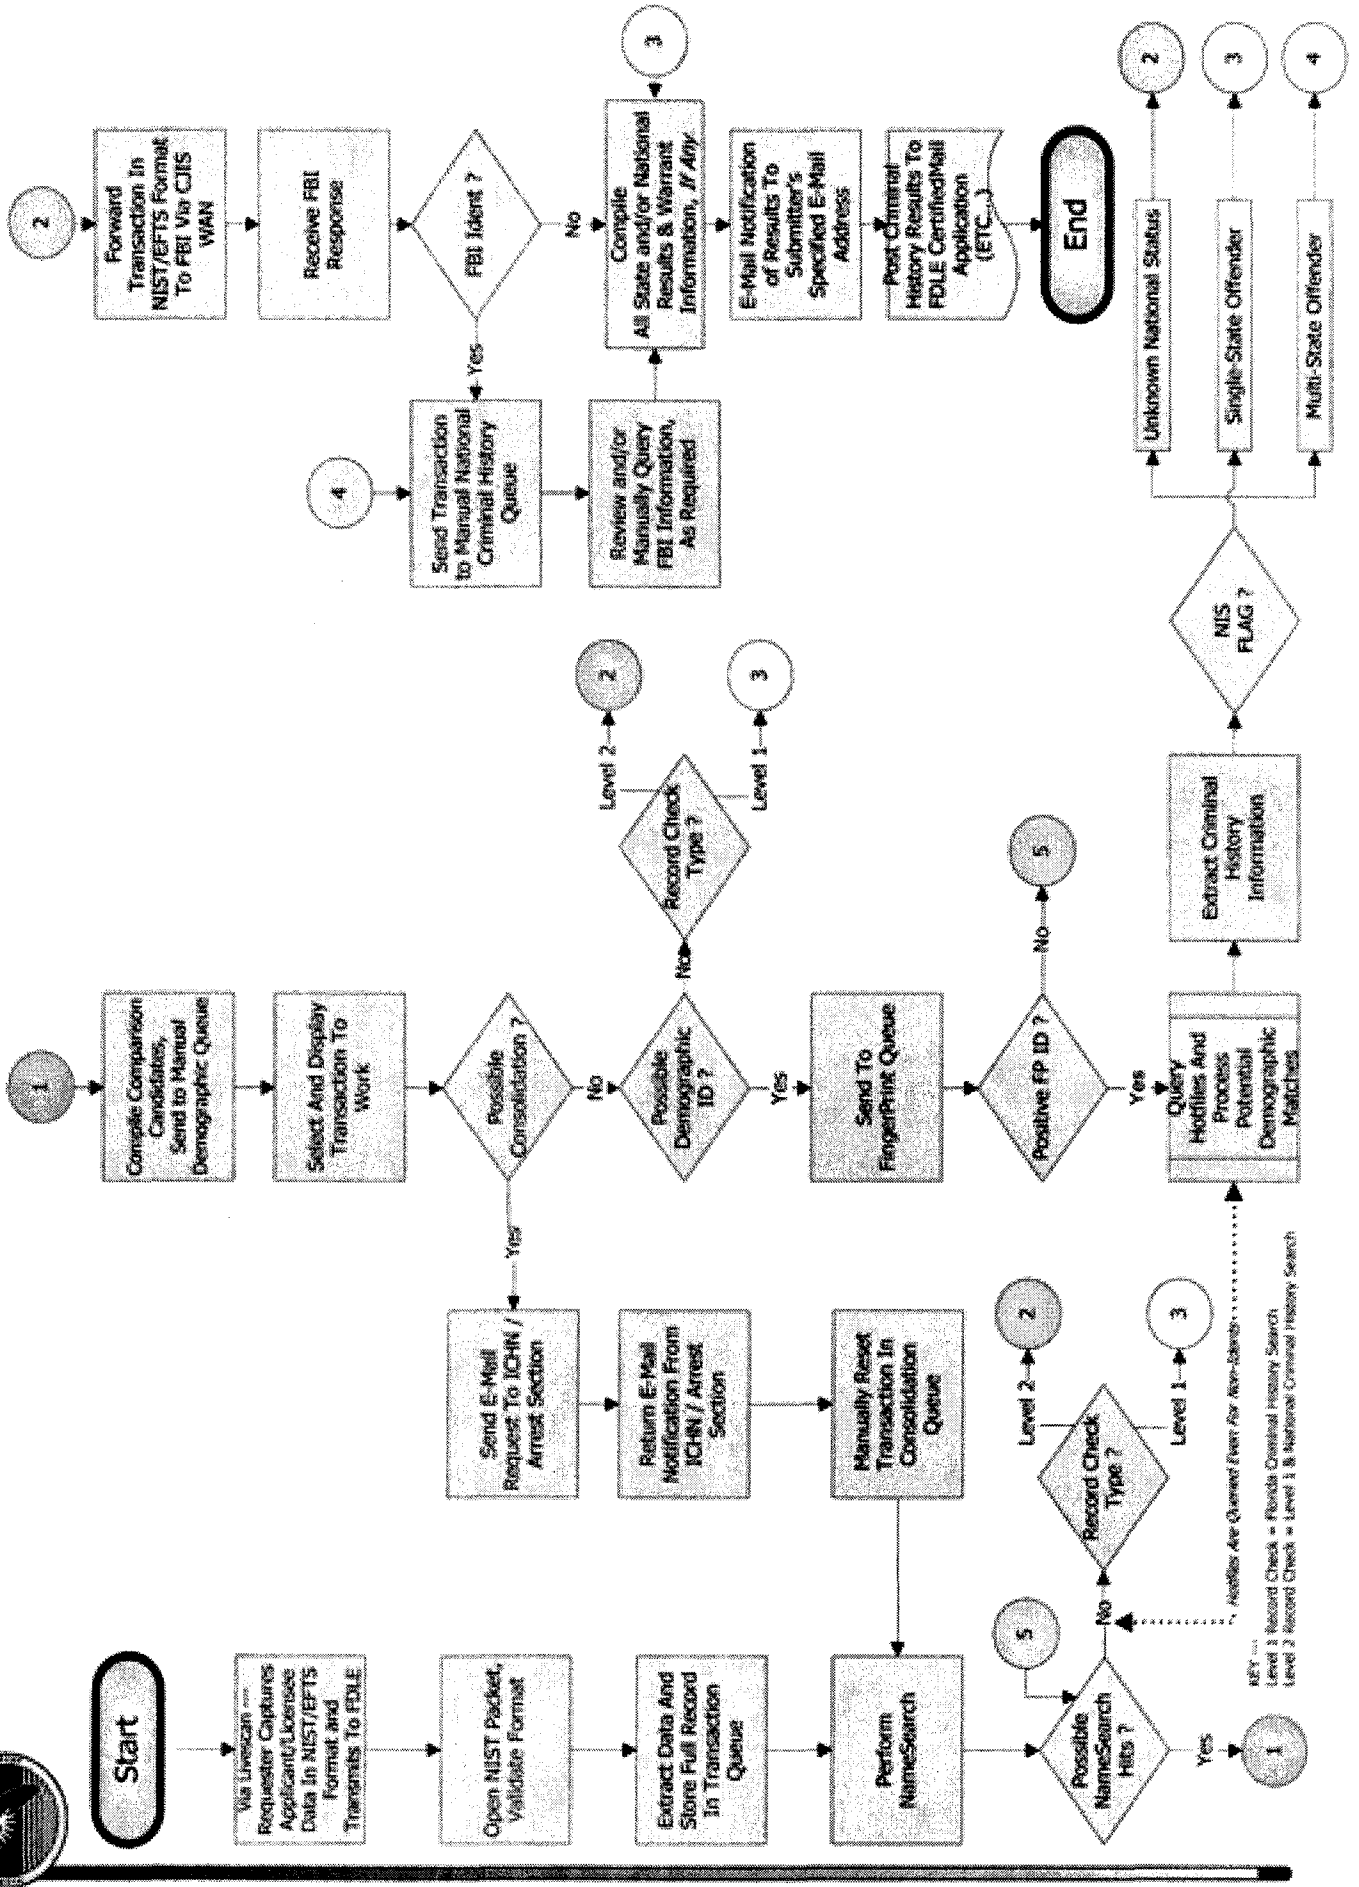 Start
Via Livescan ---
Requester Captures
Applicant/Licensee
Data In NIST/EFTS
Format and
Transmits To FDLE
Open NIST Packet,
Validate Format
Extract Data And
Store Full Record
In Transaction
Queue
Perform
NameSearch
5
Possible
NameSearch
Hits ?
Yes
1
No
Record Check
Type ?
Level 2
2
Level 1
3
Hotfiles Are Queried Even For Non-Idents
KEY ---
Level 1 Record Check = Florida Criminal History Search
Level 2 Record Check = Level 1 & National Criminal History Search
Send E-Mail
Request To ICHN /
Arrest Section
Return E-Mail
Notification From
ICHN / Arrest
Section
Manually Reset
Transaction In
Consolidation
Queue
1
Compile Comparison
Candidates,
Send to Manual
Demographic Queue
Select And Display
Transaction To
Work
Possible
Consolidation ?
Yes
No
Possible
Demographic
ID ?
No
Yes
Record Check
Type ?
Level 2
2
Level 1
3
Send To
FingerPrint Queue
Positive FP ID ?
No
5
Yes
Query
Hotfiles And
Process
Potential
Demographic
Matches
Extract Criminal
History
Information
NIS
FLAG ?
Unknown National Status
2
Single-State Offender
3
Multi-State Offender
4
2
Forward
Transaction In
NIST/EFTS Format
To FBI Via CJIS
WAN
Receive FBI
Response
FBI Ident ?
Yes
No
4
Send Transaction
to Manual National
Criminal History
Queue
Review and/or
Manually Query
FBI Information,
As Required
3
Compile
All State and/or National
Results & Warrant
Information, If Any
E-Mail Notification
of Results To
Submitter's
Specified E-Mail
Address
Post Criminal
History Results To
FDLE CertifiedMail
Application
(ETC...)
End